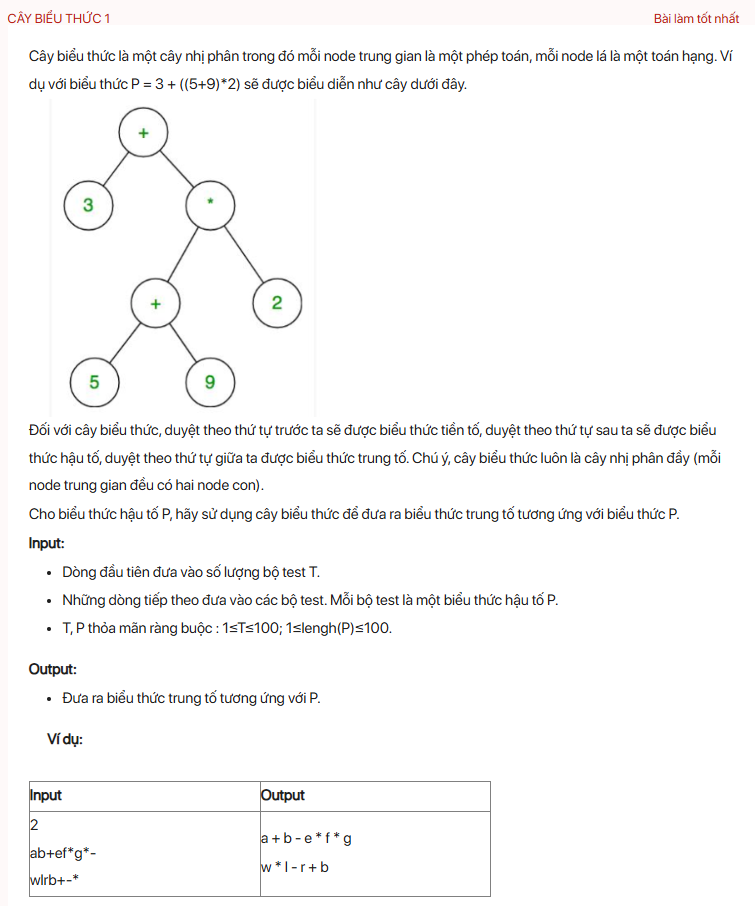 CÂY BIỂU THỨC 1
Bài làm tốt nhất
Cây biểu thức là một cây nhị phân trong đó mỗi node trung gian là một phép toán, mỗi node lá là một toán hạng. Ví
dụ với biểu thức P = 3 + ((5+9)*2) sẽ được biểu diễn như cây dưới đây.
+
3
*
+
2
5
9
Đối với cây biểu thức, duyệt theo thứ tự trước ta sẽ được biểu thức tiền tố, duyệt theo thứ tự sau ta sẽ được biểu
thức hậu tố, duyệt theo thứ tự giữa ta được biểu thức trung tố. Chú ý, cây biểu thức luôn là cây nhị phân đầy (mỗi
node trung gian đều có hai node con).
Cho biểu thức hậu tố P, hãy sử dụng cây biểu thức để đưa ra biểu thức trung tố tương ứng với biểu thức P.
Input:
• Dòng đầu tiên đưa vào số lượng bộ test T.
• Những dòng tiếp theo đưa vào các bộ test. Mỗi bộ test là một biểu thức hậu tố P.
• T, P thỏa mãn ràng buộc : 1≤T≤100; 1≤lengh(P)≤100.
Output:
• Đưa ra biểu thức trung tố tương ứng với P.
Ví dụ:
Input
Output
2
ab+ef*g*-
wlrb+-*
a + b - e * f * g
w * l - r + b